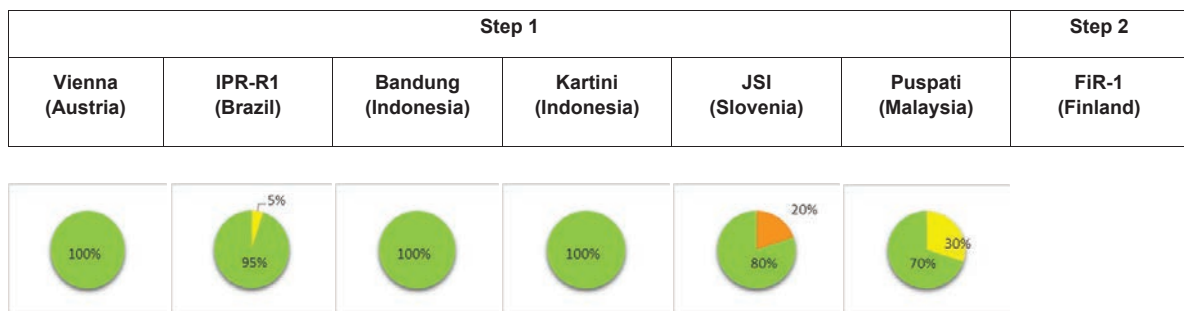 Step 1 Step 2
Vienna IPR-R1 Bandung Kartini JSI Puspati FiR-1
(Austria) (Brazil) (Indonesia) (Indonesia) (Slovenia) (Malaysia) (Finland)
5% 20%
100% 95% 100% 100% 80% 70% 30%